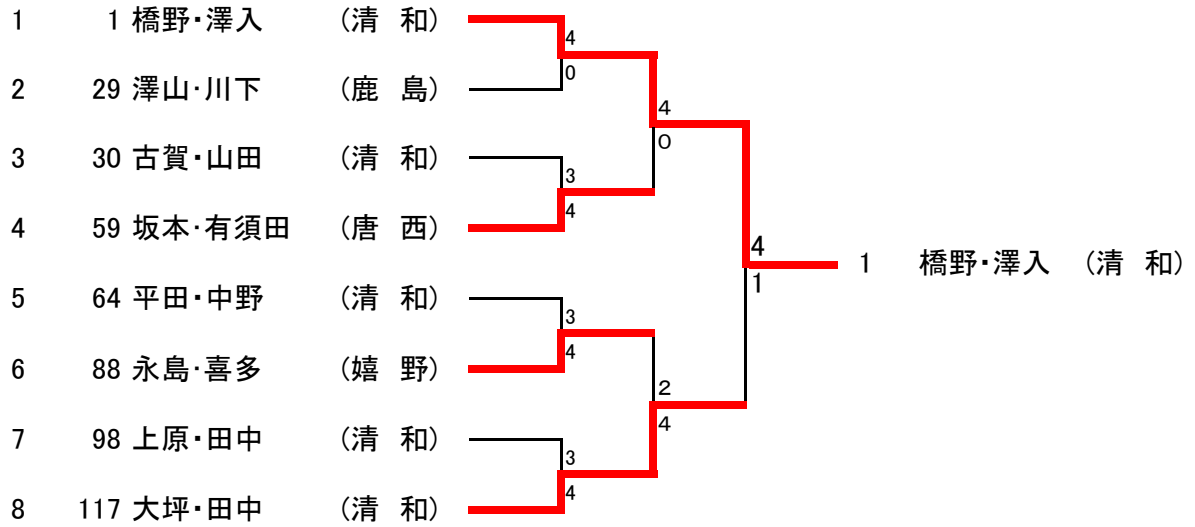 1 1 橋野・澤入 (清 和)
4
0
2 29 澤山・川下 (鹿 島)
4
0
3 30 古賀・山田 (清 和)
3
4
4 59 坂本・有須田 (唐 西)
4
1
1 橋野・澤入 (清 和)
5 64 平田・中野 (清 和)
3
4
6 88 永島・喜多 (嬉 野)
2
4
7 98 上原・田中 (清 和)
3
4
8 117 大坪・田中 (清 和)